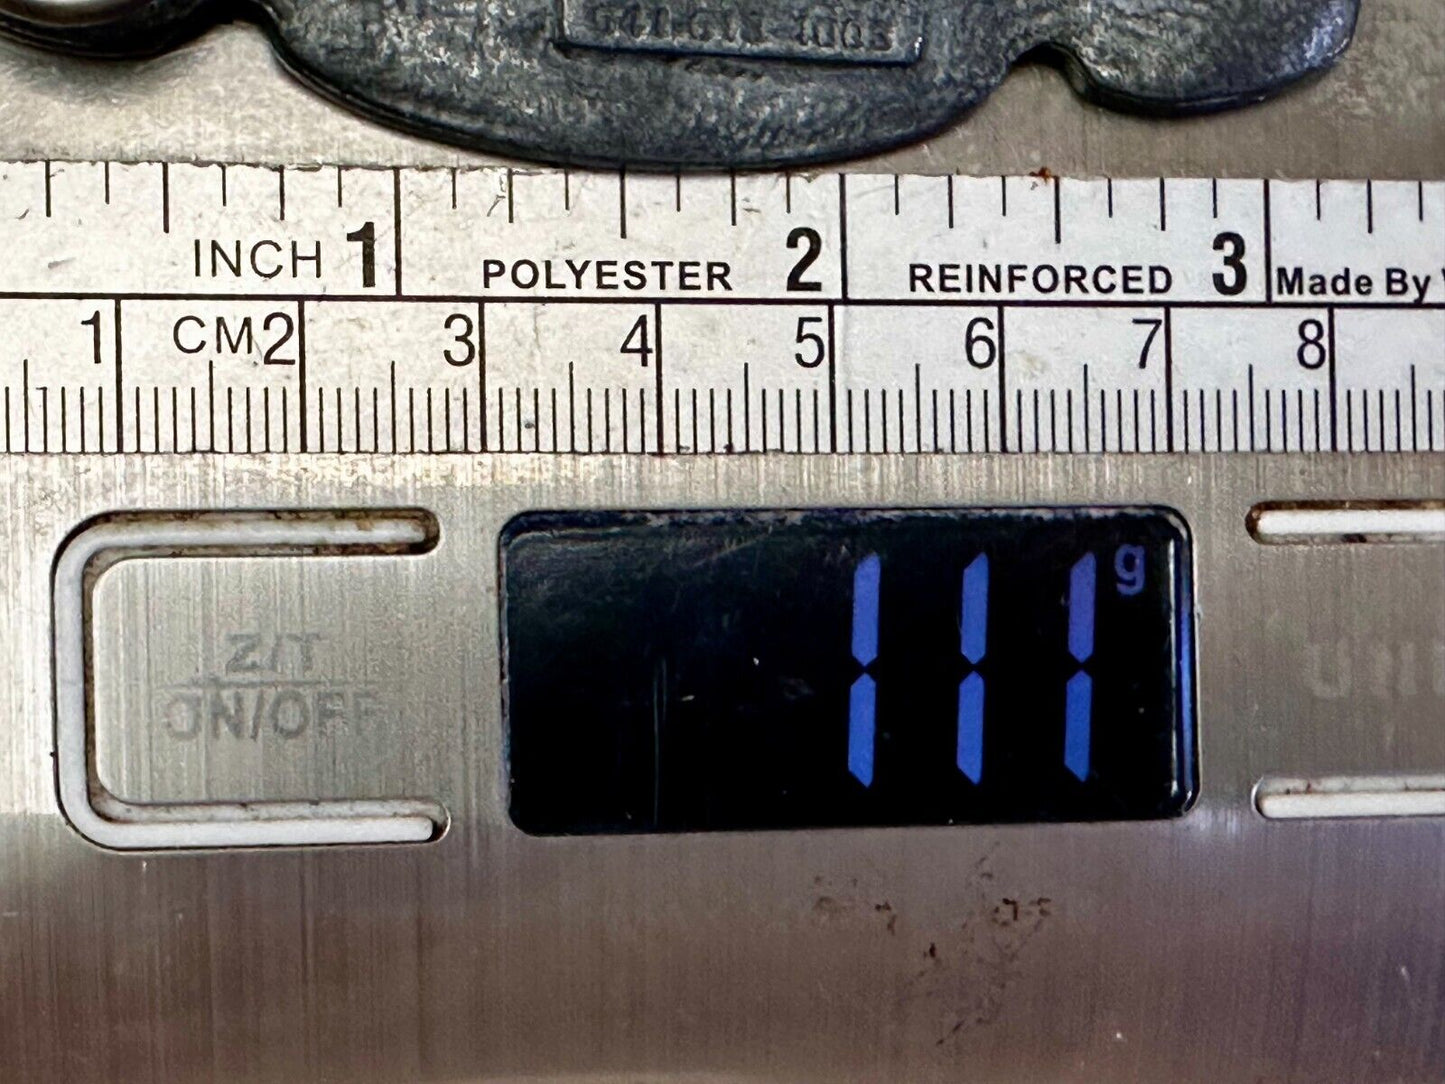 INCH 1 POLYESTER 2 REINFORCED 3 Made By
1 CM 2 3 4 5 6 7 8
111 g
Z/T
ON/OFF